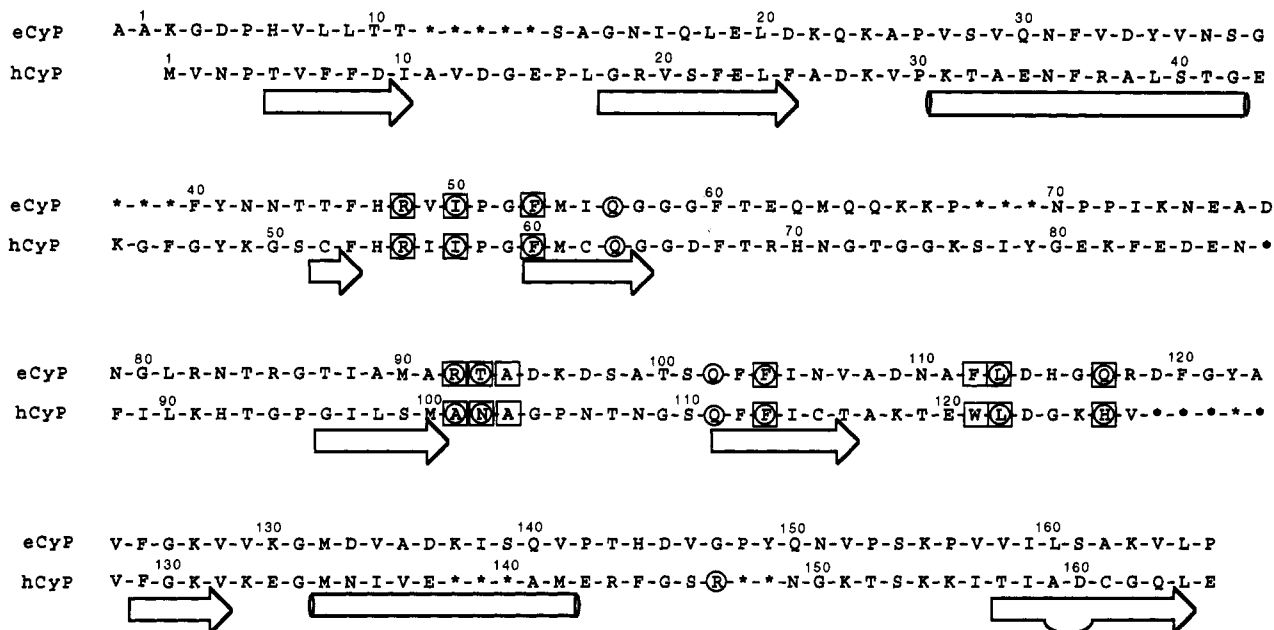 1 10 20 30
eCyP A-A-K-G-D-P-H-V-L-L-T-T-*-*-*-*-*-S-A-G-N-I-Q-L-E-L-D-K-Q-K-A-P-V-S-V-Q-N-F-V-D-Y-V-N-S-G
1 10 20 30 40
hCyP M-V-N-P-T-V-F-F-D-I-A-V-D-G-E-P-L-G-R-V-S-F-E-L-F-A-D-K-V-P-K-T-A-E-N-F-R-A-L-S-T-G-E
40 50 60 70
eCyP *-*-*-F-Y-N-N-T-T-F-H-R-V-I-P-G-F-M-I-Q-G-G-G-F-T-E-Q-M-Q-Q-K-K-P-*-*-*-N-P-P-I-K-N-E-A-D
50 60 70 80
hCyP K-G-F-G-Y-K-G-S-C-F-H-R-I-I-P-G-F-M-C-Q-G-G-D-F-T-R-H-N-G-T-G-G-K-S-I-Y-G-E-K-F-E-D-E-N-*
80 90 100 110 120
eCyP N-G-L-R-N-T-R-G-T-I-A-M-A-R-T-A-D-K-D-S-A-T-S-Q-F-F-I-N-V-A-D-N-A-F-L-D-H-G-Q-R-D-F-G-Y-A
90 100 110 120
hCyP F-I-L-K-H-T-G-P-G-I-L-S-M-A-N-A-G-P-N-T-N-G-S-Q-F-F-I-C-T-A-K-T-E-W-L-D-G-K-H-V-*-*-*-*-*
130 140 150 160
eCyP V-F-G-K-V-V-K-G-M-D-V-A-D-K-I-S-Q-V-P-T-H-D-V-G-P-Y-Q-N-V-P-S-K-P-V-V-I-L-S-A-K-V-L-P
130 140 150 160
hCyP V-F-G-K-V-K-E-G-M-N-I-V-E-*-*-*-A-M-E-R-F-G-S-R-*-*-N-G-K-T-S-K-K-I-T-I-A-D-C-G-Q-L-E